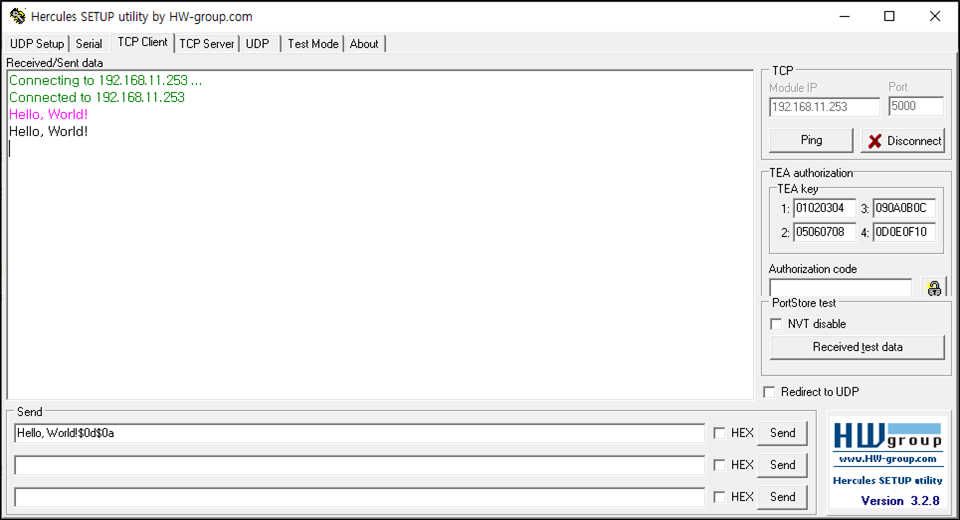 Hercules SETUP utility by HW-group.com
UDP Setup Serial TCP Client TCP Server UDP Test Mode About
Received/Sent data
Connecting to 192.168.11.253 ...
Connected to 192.168.11.253
Hello, World!
Hello, World!
TCP
Module IP Port
192.168.11.253 5000
Ping Disconnect
TEA authorization
TEA key
1: 01020304 3: 090A0B0C
2: 05060708 4: 0D0E0F10
Authorization code
PortStore test
NVT disable
Received test data
Redirect to UDP
Send
Hello, World!$0d$0a HEX Send
HEX Send
HEX Send
HW group
www.HW-group.com
Hercules SETUP utility
Version 3.2.8